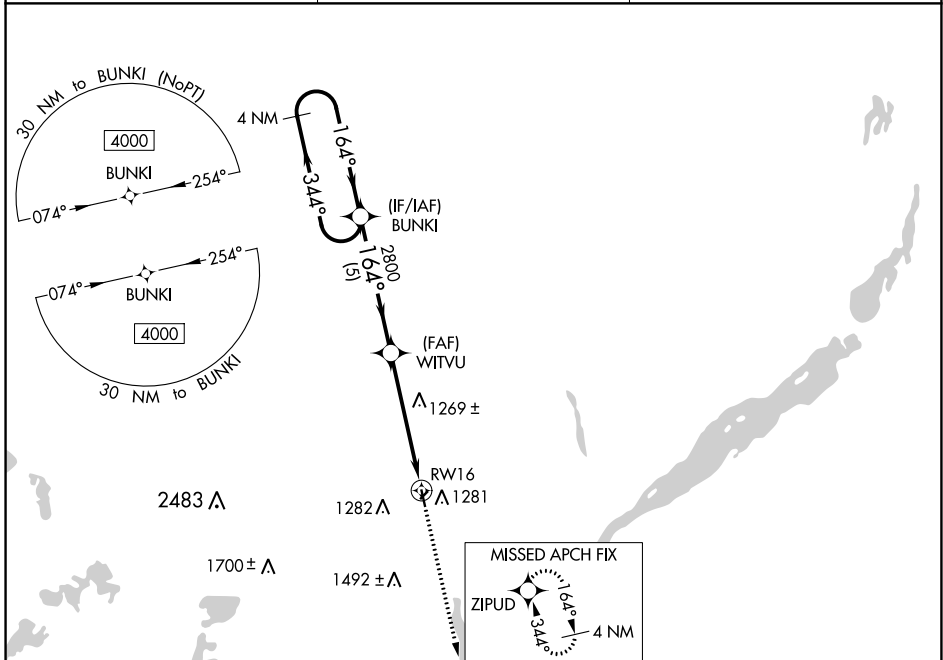 30 NM to BUNKI (NoPT)
4000
BUNKI
074°
254°
254°
074°
BUNKI
4000
30 NM to BUNKI
4 NM
164°
344°
(IF/IAF)
BUNKI
2800
164°
(5)
(FAF)
WITVU
1269 ±
RW16
1281
2483
1282
1700 ±
1492 ±
MISSED APCH FIX
ZIPUD
164°
344°
4 NM